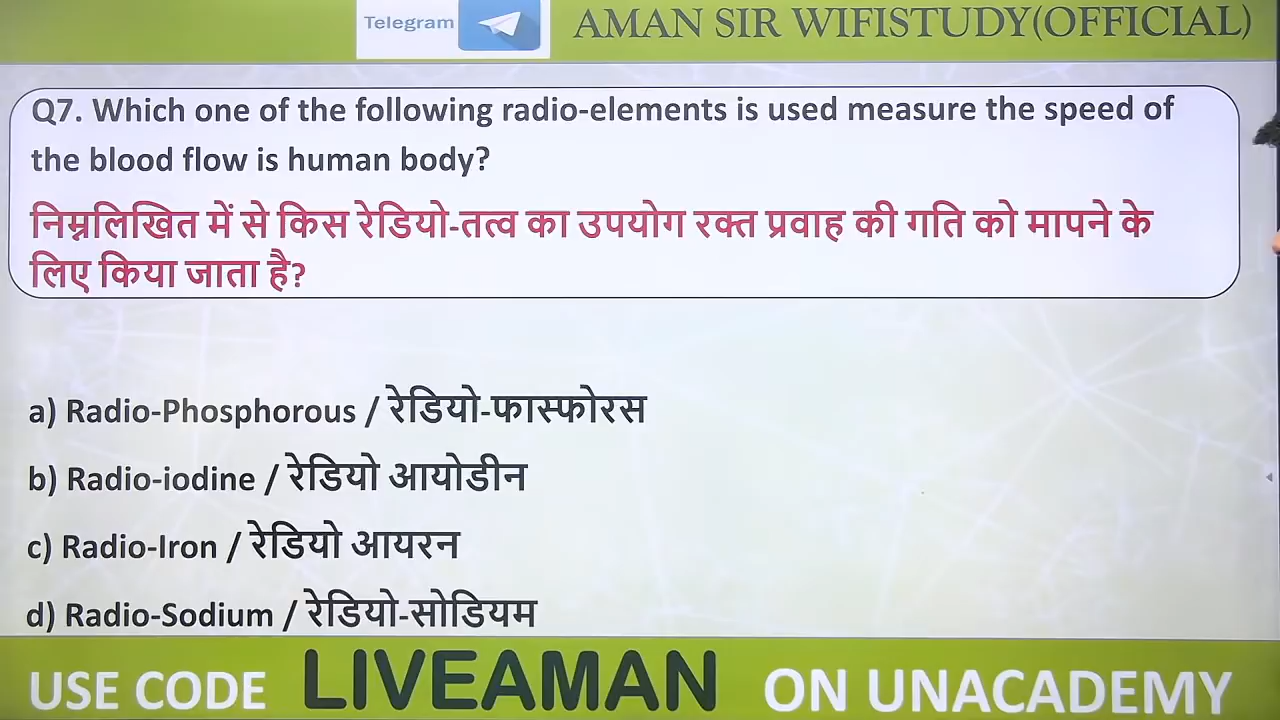 Telegram
AMAN SIR WIFISTUDY(OFFICIAL)
Q7. Which one of the following radio-elements is used measure the speed of
the blood flow is human body?
निम्नलिखित में से किस रेडियो-तत्व का उपयोग रक्त प्रवाह की गति को मापने के
लिए किया जाता है?
a) Radio-Phosphorous / रेडियो-फास्फोरस
b) Radio-iodine / रेडियो आयोडीन
c) Radio-Iron / रेडियो आयरन
d) Radio-Sodium / रेडियो-सोडियम
USE CODE LIVEAMAN ON UNACADEMY